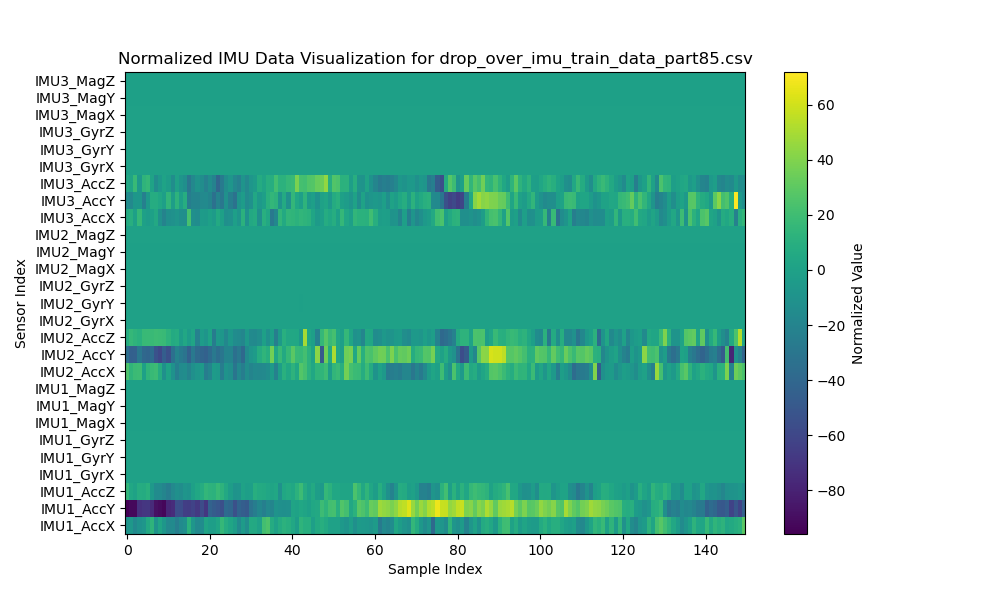 Normalized IMU Data Visualization for drop_over_imu_train_data_part85.csv
IMU3_MagZ
IMU3_MagY
IMU3_MagX
IMU3_GyrZ
IMU3_GyrY
IMU3_GyrX
IMU3_AccZ
IMU3_AccY
IMU3_AccX
IMU2_MagZ
IMU2_MagY
IMU2_MagX
IMU2_GyrZ
IMU2_GyrY
IMU2_GyrX
IMU2_AccZ
IMU2_AccY
IMU2_AccX
IMU1_MagZ
IMU1_MagY
IMU1_MagX
IMU1_GyrZ
IMU1_GyrY
IMU1_GyrX
IMU1_AccZ
IMU1_AccY
IMU1_AccX
Sensor Index
0 20 40 60 80 100 120 140
Sample Index
60
40
20
0
−20
−40
−60
−80
Normalized Value